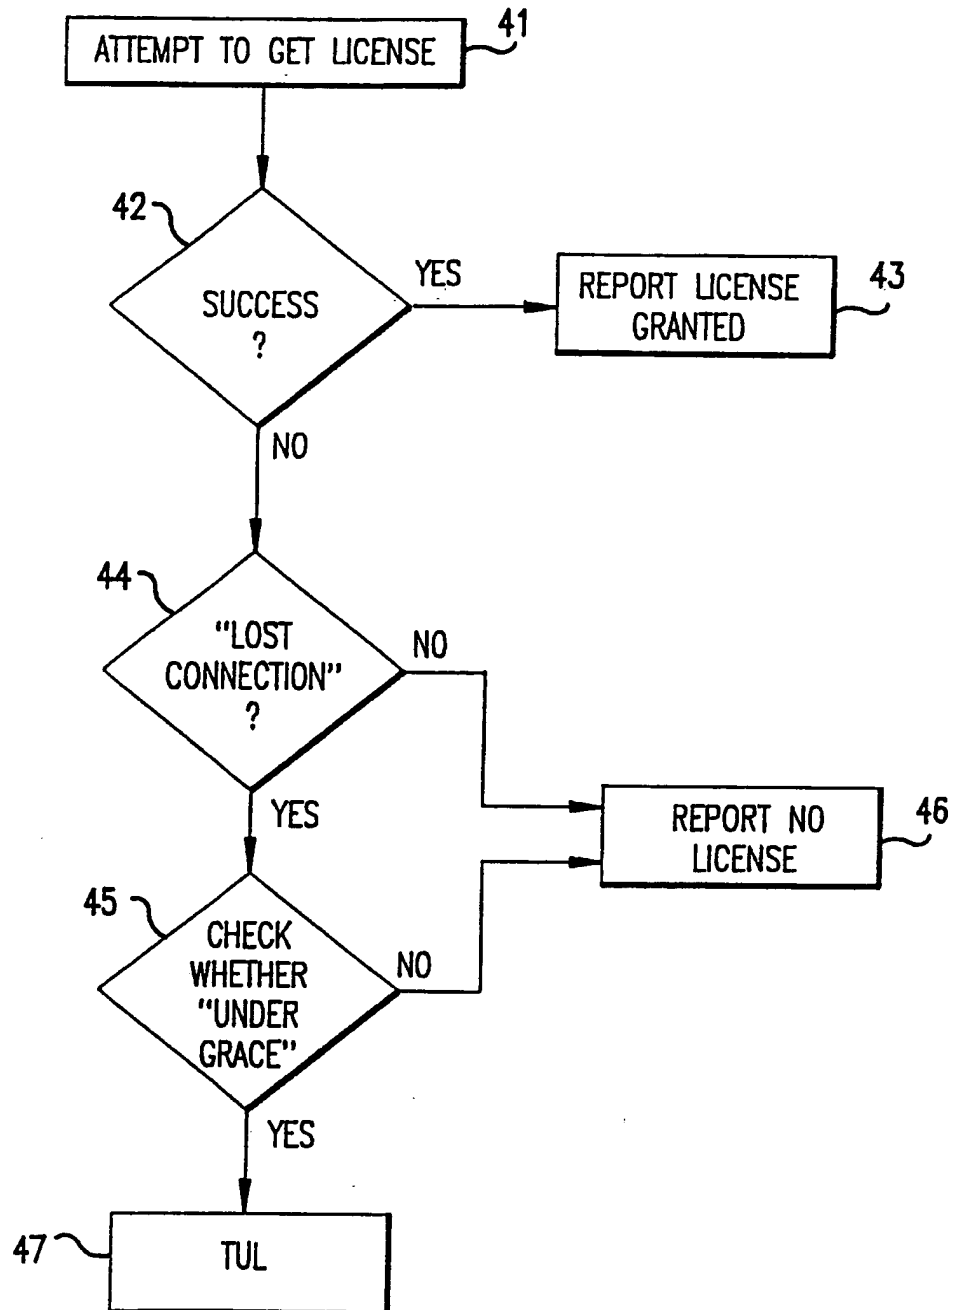 ATTEMPT TO GET LICENSE
41
42
SUCCESS
?
YES
REPORT LICENSE
GRANTED
43
NO
44
"LOST
CONNECTION"
?
NO
YES
REPORT NO
LICENSE
46
45
CHECK
WHETHER
"UNDER
GRACE"
NO
YES
47
TUL